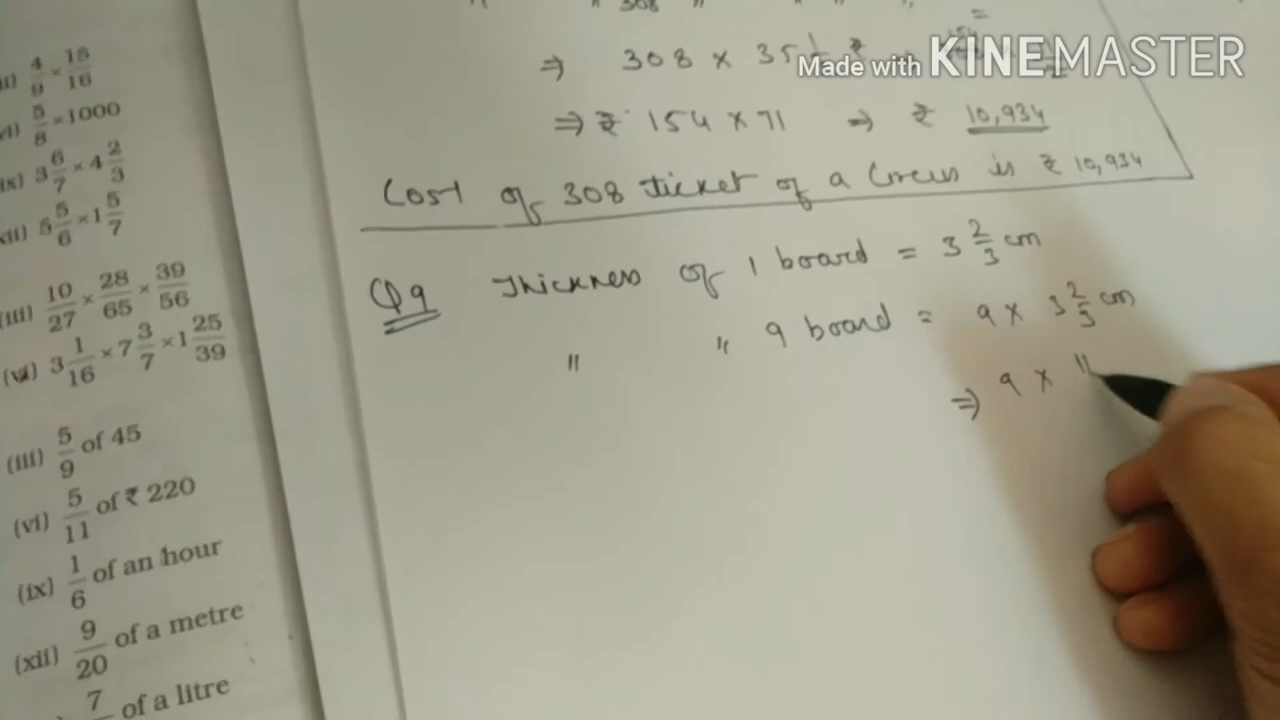 Made with KINEMASTER
" " 308 " " " "
⇒ 308 × 35 1/2
⇒ ₹ 154 × 71 ⇒ ₹ 10,934
Cost of 308 ticket of a Circus is ₹ 10,934
Q9 Thickness of 1 board = 3 2/3 cm
" " 9 board = 9 × 3 2/3 cm
⇒ 9 × 11
4/9 × 15/16
5/8 × 1000
3 6/7 × 4 2/3
5 5/6 × 1 5/7
10/27 × 28/65 × 39/56
3 1/16 × 7 3/7 × 1 25/39
(iii) 5/9 of 45
(vi) 5/11 of ₹ 220
(ix) 1/6 of an hour
(xii) 9/20 of a metre
7 of a litre